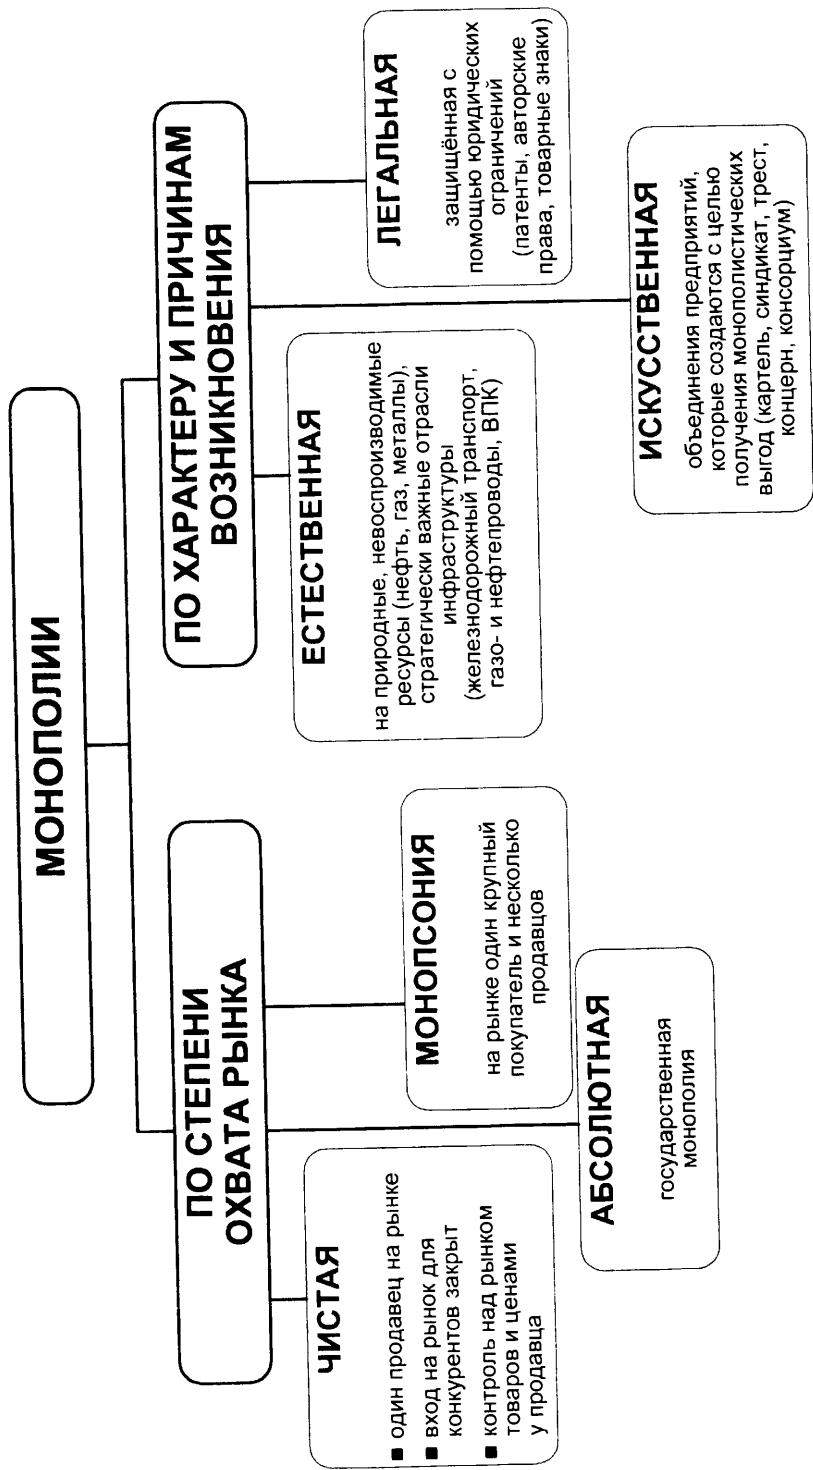 МОНОПОЛИИ
ПО СТЕПЕНИ
ОХВАТА РЫНКА
ЧИСТАЯ
■ один продавец на рынке
■ вход на рынок для
конкурентов закрыт
■ контроль над рынком
товаров и ценами
у продавца
АБСОЛЮТНАЯ
государственная
монополия
МОНОПСОНИЯ
на рынке один крупный
покупатель и несколько
продавцов
ПО ХАРАКТЕРУ И ПРИЧИНАМ
ВОЗНИКНОВЕНИЯ
ЕСТЕСТВЕННАЯ
на природные, невоспроизводимые
ресурсы (нефть, газ, металлы),
стратегически важные отрасли
инфраструктуры
(железнодорожный транспорт,
газо- и нефтепроводы, ВПК)
ИСКУССТВЕННАЯ
объединения предприятий,
которые создаются с целью
получения монополистических
выгод (картель, синдикат, трест,
концерн, консорциум)
ЛЕГАЛЬНАЯ
защищённая с
помощью юридических
ограничений
(патенты, авторские
права, товарные знаки)